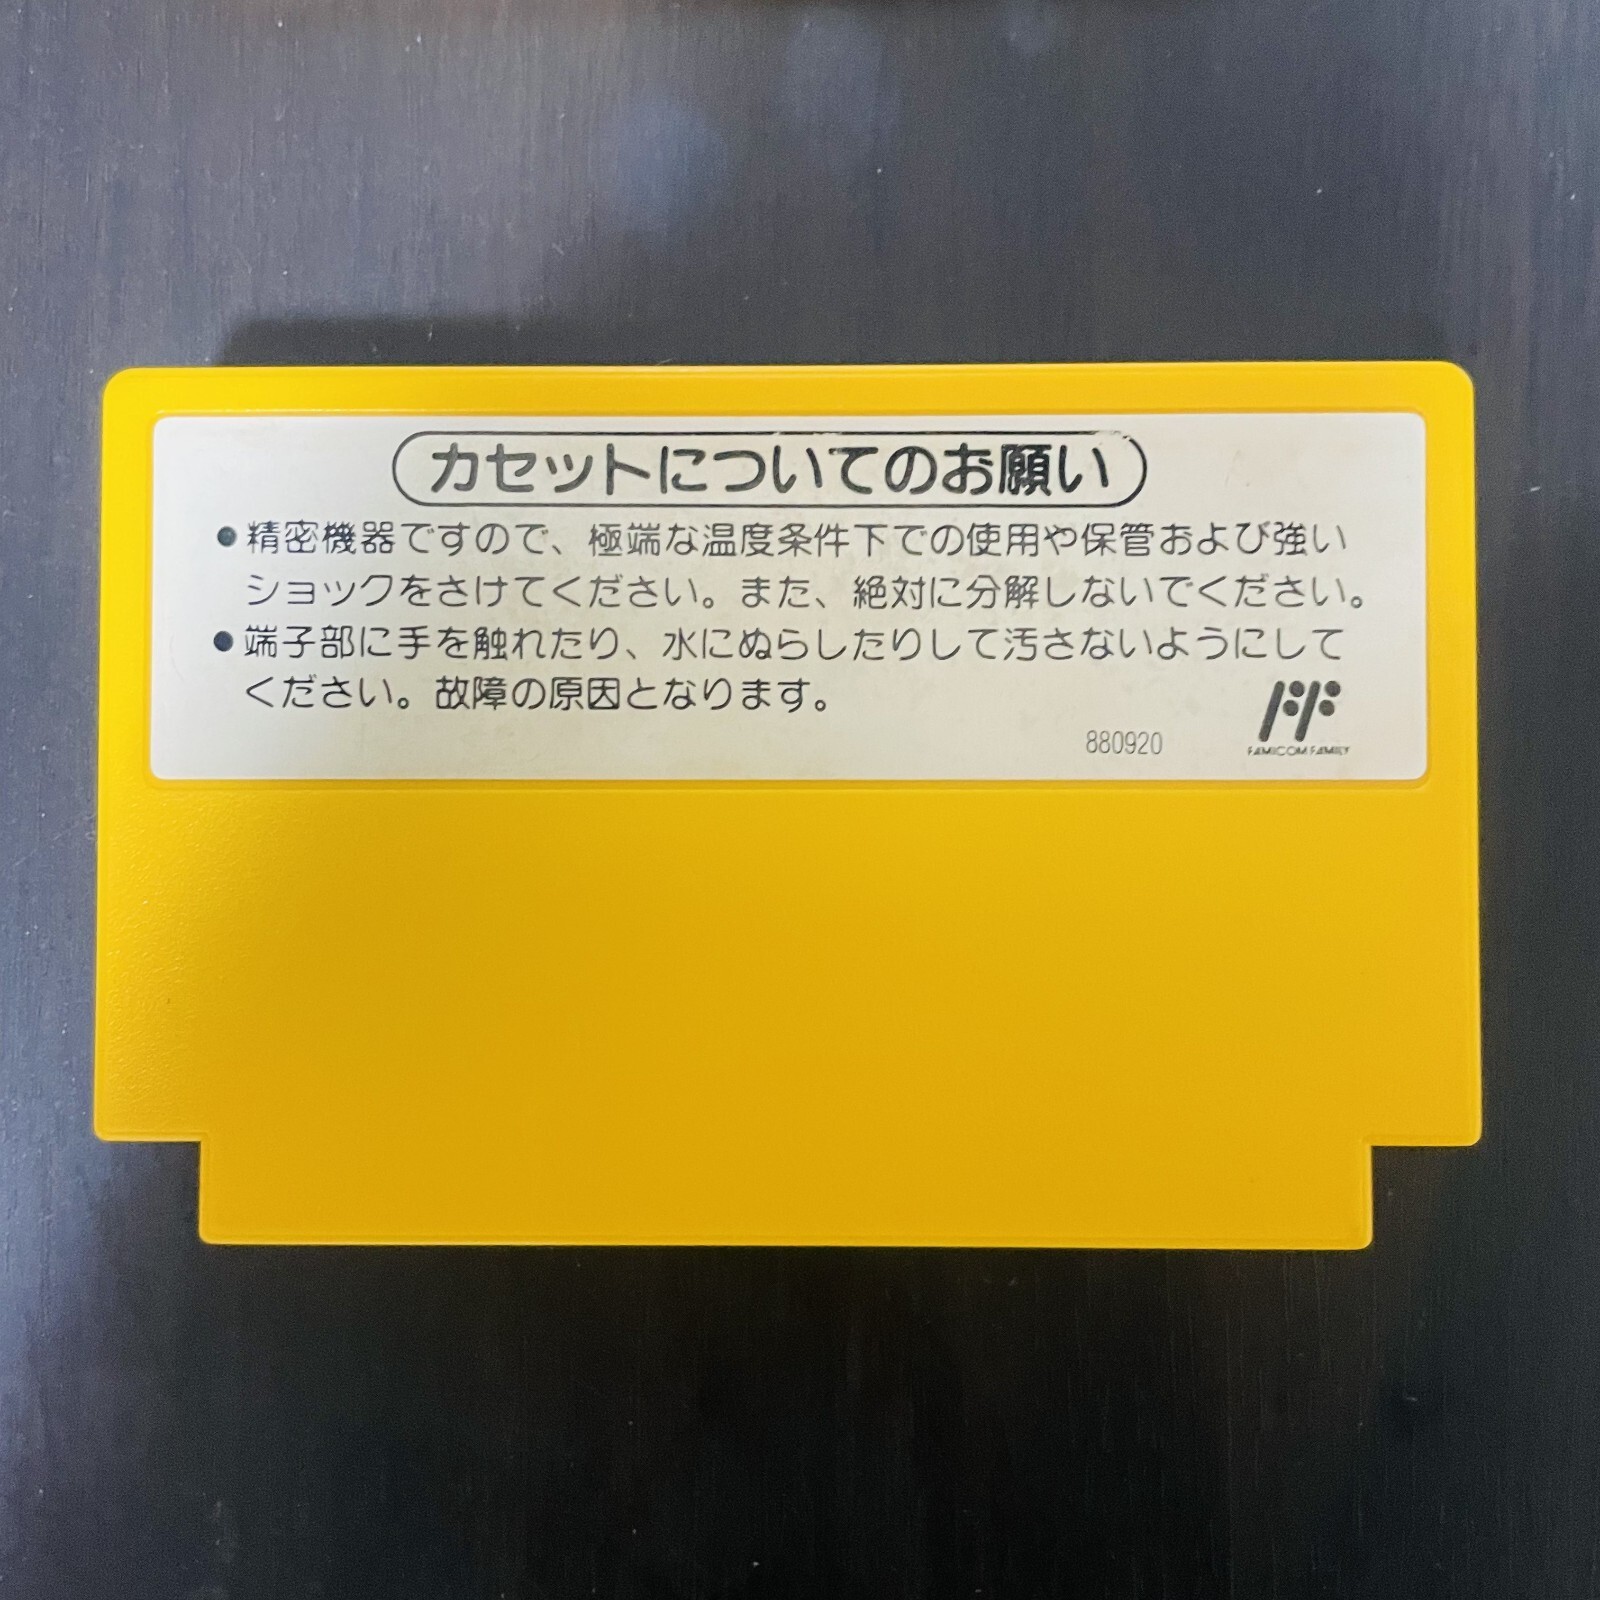 カセットについてのお願い
●精密機器ですので、極端な温度条件下での使用や保管および強い
ショックをさけてください。また、絶対に分解しないでください。
●端子部に手を触れたり、水にぬらしたりして汚さないようにして
ください。故障の原因となります。
880920
FAMICOM FAMILY